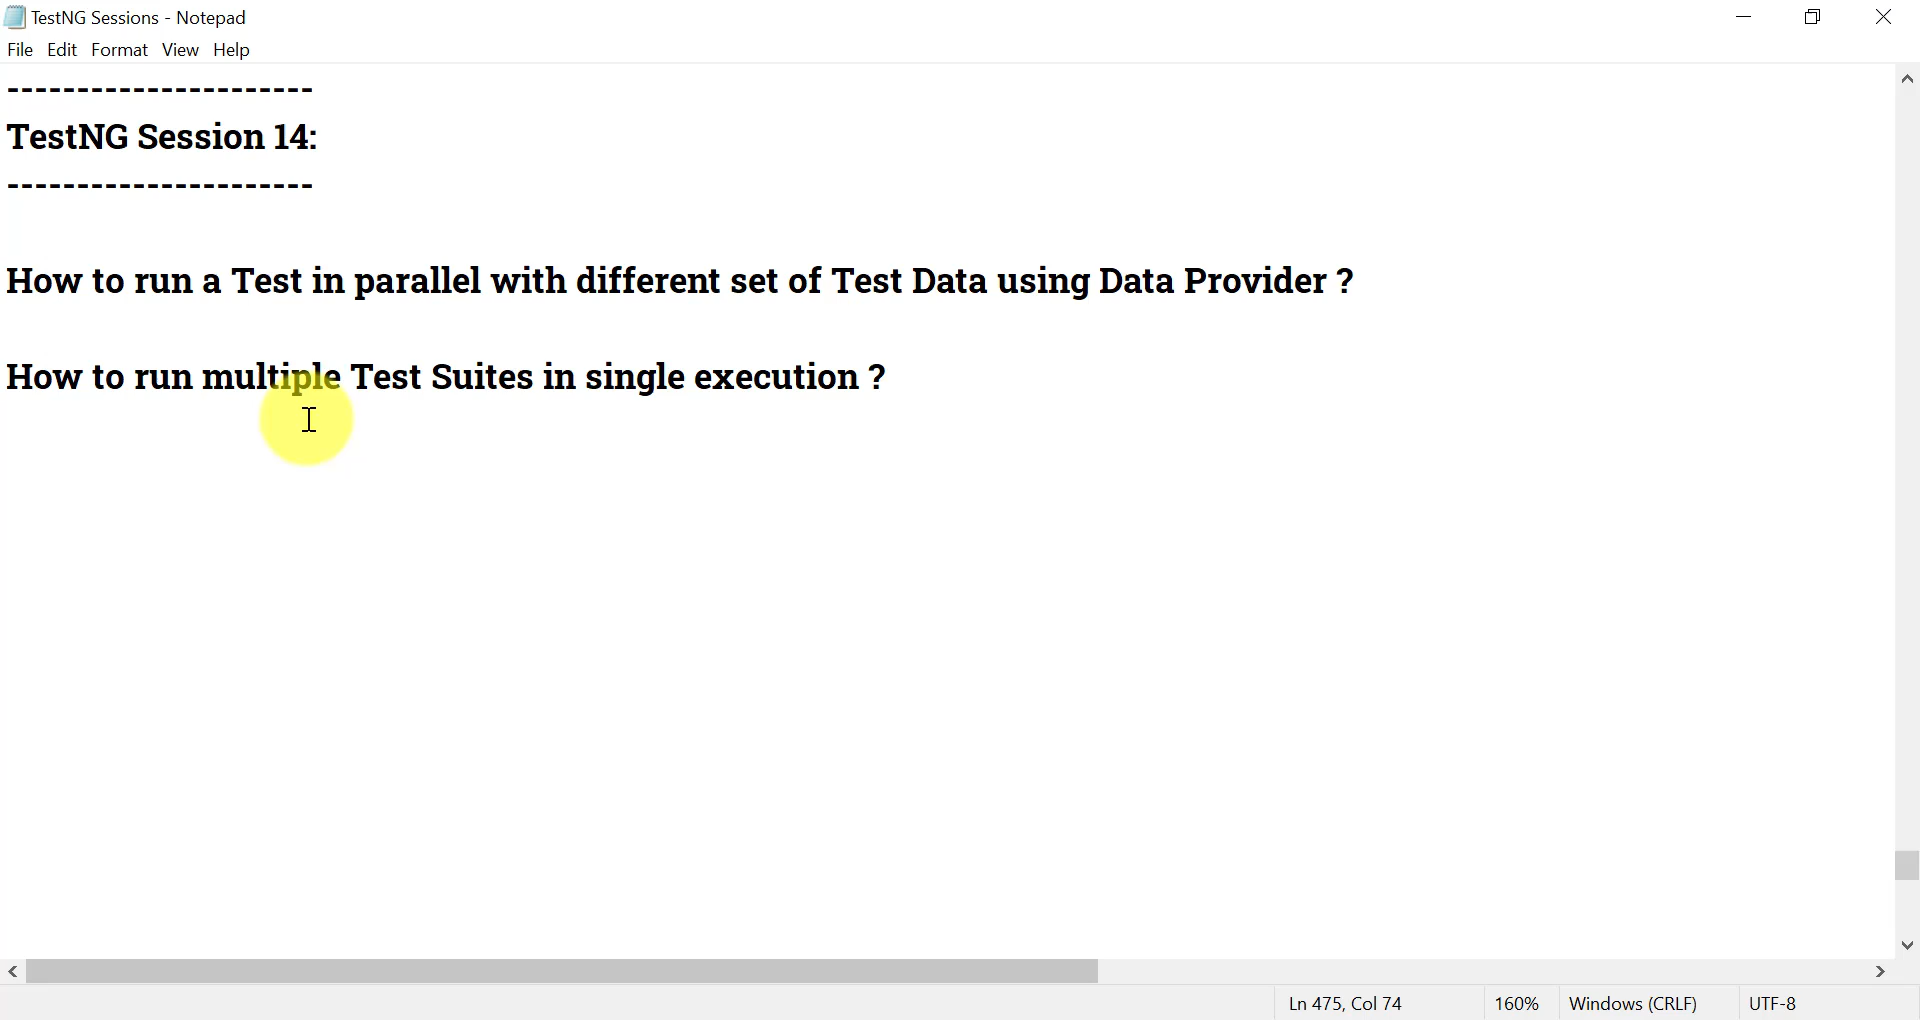 TestNG Sessions - Notepad
File Edit Format View Help
----------------------
TestNG Session 14:
----------------------
How to run a Test in parallel with different set of Test Data using Data Provider ?
How to run multiple Test Suites in single execution ?
Ln 475, Col 74 160% Windows (CRLF) UTF-8